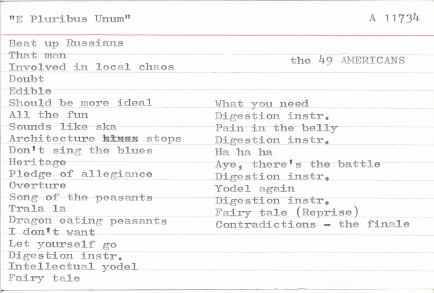 "E Pluribus Unum"
A 11734
the 49 AMERICANS
Beat up Russians
That man
Involved in local chaos
Doubt
Edible
Should be more ideal
All the fun
Sounds like ska
Architecture stops
Don't sing the blues
Heritage
Pledge of allegiance
Overture
Song of the peasants
Trala la
Dragon eating peasants
I don't want
Let yourself go
Digestion instr.
Intellectual yodel
Fairy tale
What you need
Digestion instr.
Pain in the belly
Digestion instr.
Ha ha ha
Aye, there's the battle
Digestion instr.
Yodel again
Digestion instr.
Fairy tale (Reprise)
Contradictions - the finale